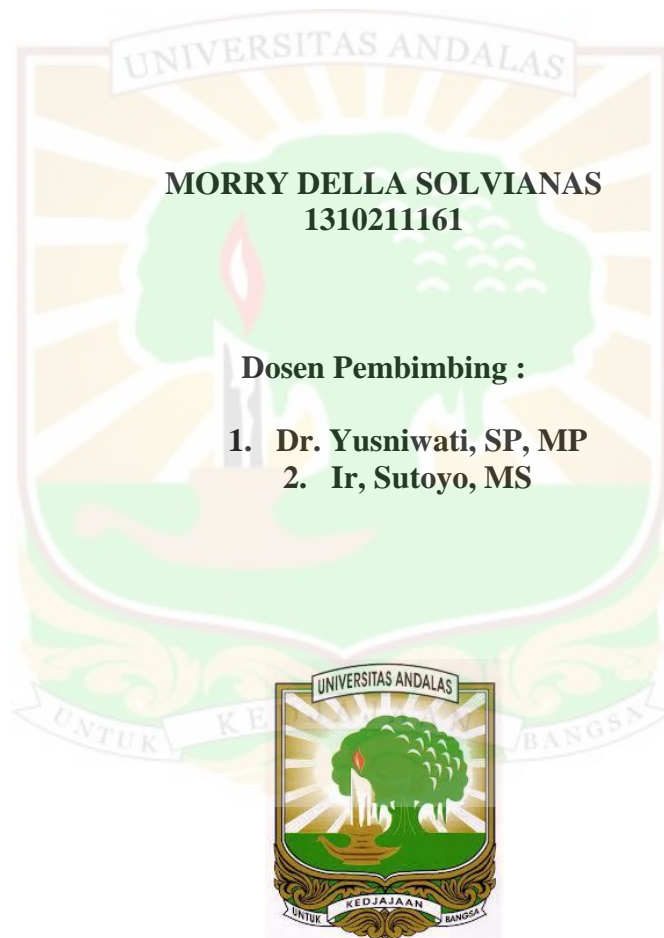 UNIVERSITAS ANDALAS
MORRY DELLA SOLVIANAS
1310211161
Dosen Pembimbing :
1. Dr. Yusniwati, SP, MP
2. Ir, Sutoyo, MS
UNIVERSITAS ANDALAS
UNTUK KEDJAJAAN BANGSA
UNTUK KEDJAJAAN BANGSA